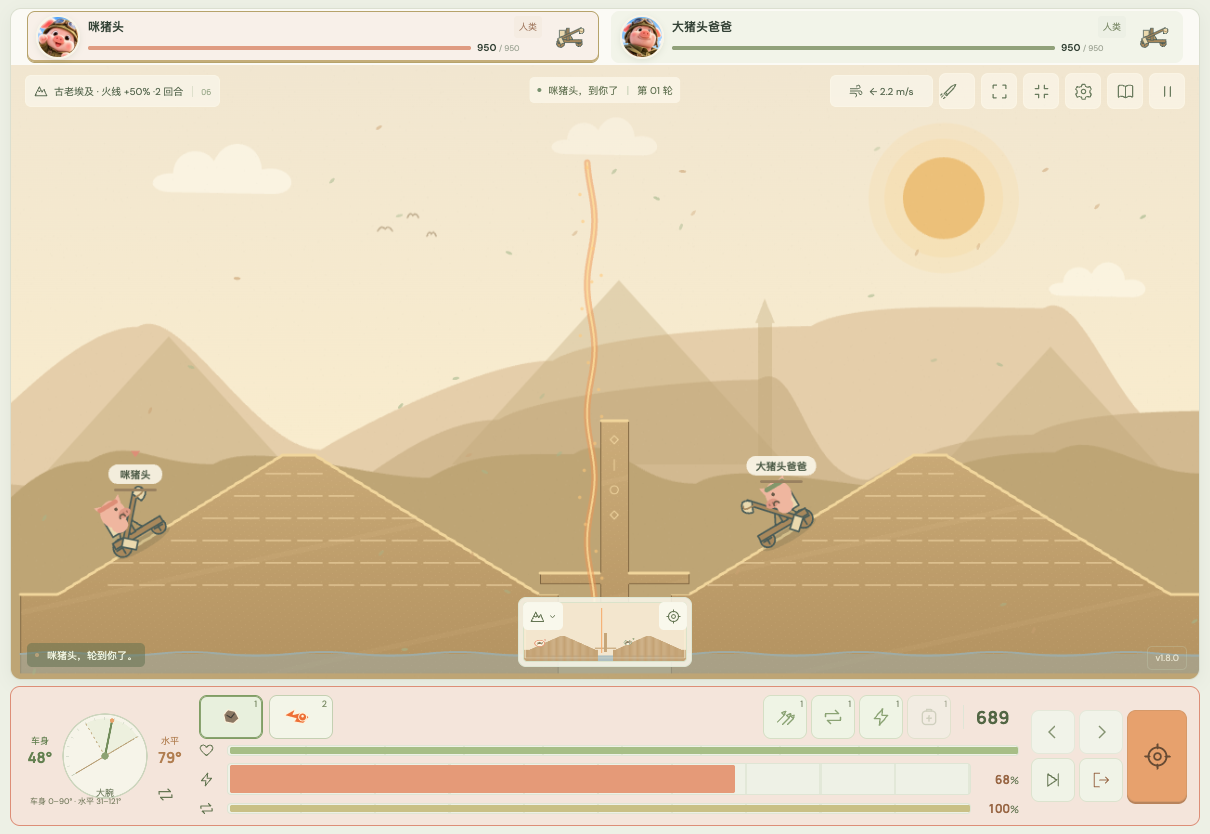 咪猪头
人类
950 / 950
大猪头爸爸
人类
950 / 950
古老埃及 · 火线 +50% ·2 回合
06
咪猪头，到你了
第 01 轮
← 2.2 m/s
咪猪头
大猪头爸爸
咪猪头，轮到你了。
v1.8.0
车身
48°
水平
79°
大腕
车身 0–90° · 水平 31–121°
1
2
1
1
1
1
689
68%
100%